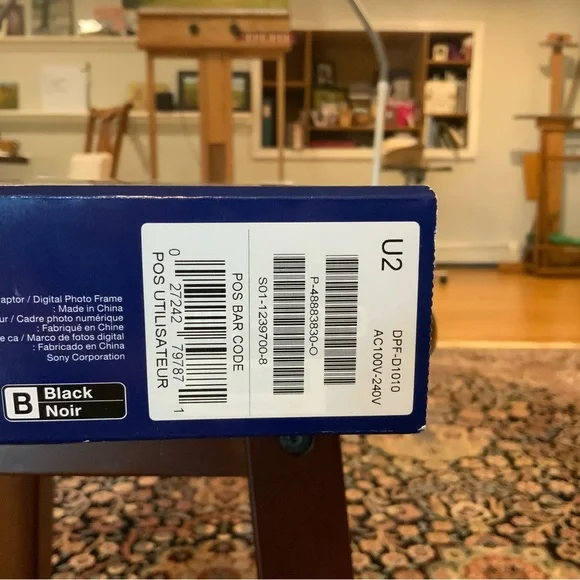 aptor / Digital Photo Frame
: Made in China
ur / Cadre photo numérique
: Fabriqué en Chine
e ca / Marco de fotos digital
: Fabricado en China
Sony Corporation
B Black
Noir
U2
DPF-D1010
AC100V-240V
P-48883830-O
S01-1239700-8
POS BAR CODE
0 27242 79787 1
POS UTILISATEUR